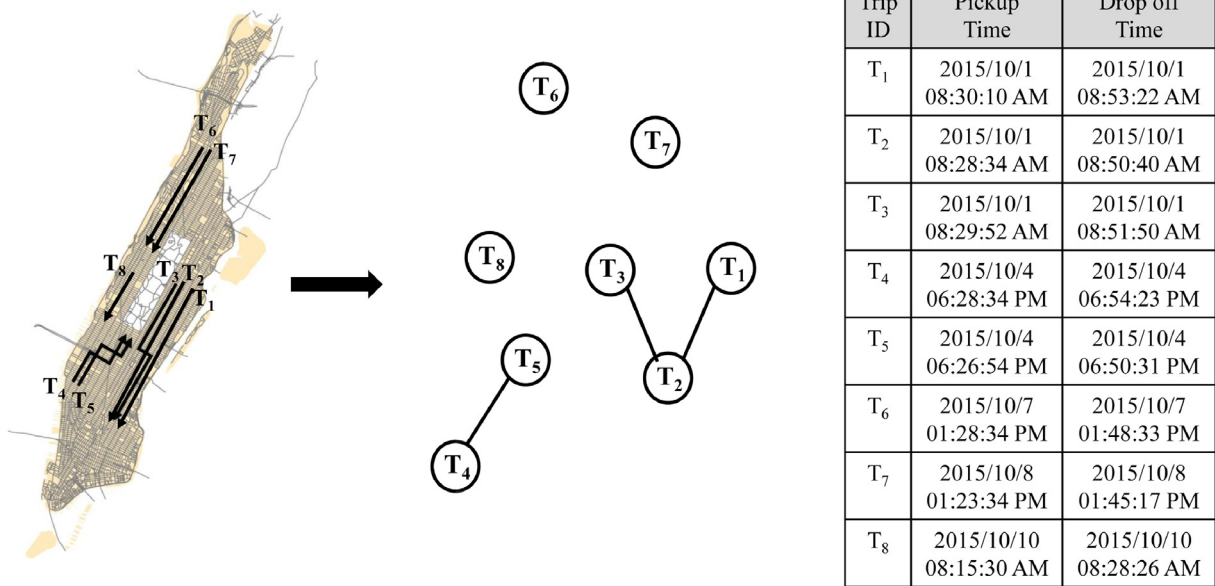 T₆
T₇
T₈
T₃
T₂
T₁
T₄
T₅
T₆
T₇
T₈
T₃
T₁
T₅
T₂
T₄
Trip ID Pickup Time Drop off Time
T₁ 2015/10/1 2015/10/1
08:30:10 AM 08:53:22 AM
T₂ 2015/10/1 2015/10/1
08:28:34 AM 08:50:40 AM
T₃ 2015/10/1 2015/10/1
08:29:52 AM 08:51:50 AM
T₄ 2015/10/4 2015/10/4
06:28:34 PM 06:54:23 PM
T₅ 2015/10/4 2015/10/4
06:26:54 PM 06:50:31 PM
T₆ 2015/10/7 2015/10/7
01:28:34 PM 01:48:33 PM
T₇ 2015/10/8 2015/10/8
01:23:34 PM 01:45:17 PM
T₈ 2015/10/10 2015/10/10
08:15:30 AM 08:28:26 AM